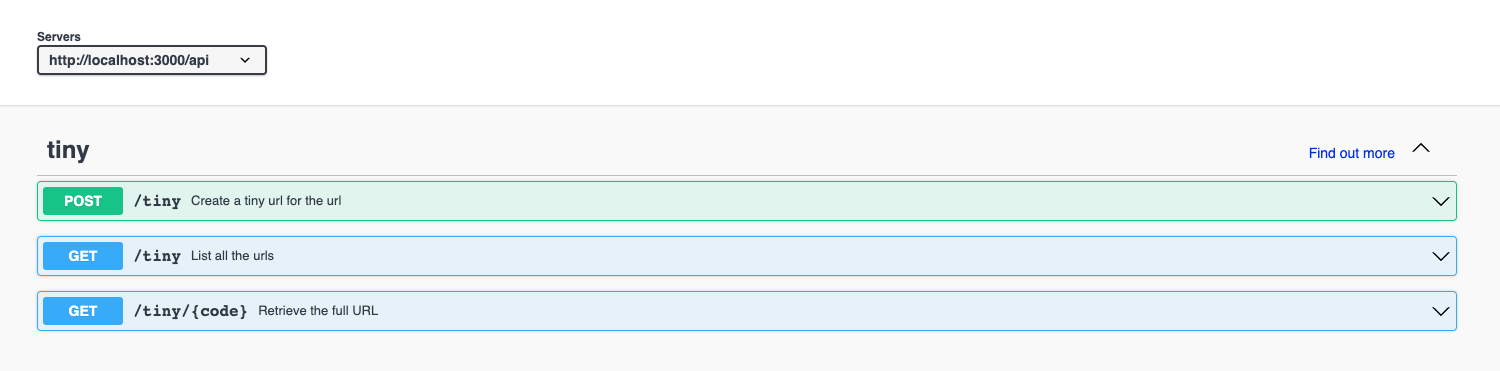 Servers
http://localhost:3000/api
tiny
Find out more
POST /tiny Create a tiny url for the url
GET /tiny List all the urls
GET /tiny/{code} Retrieve the full URL